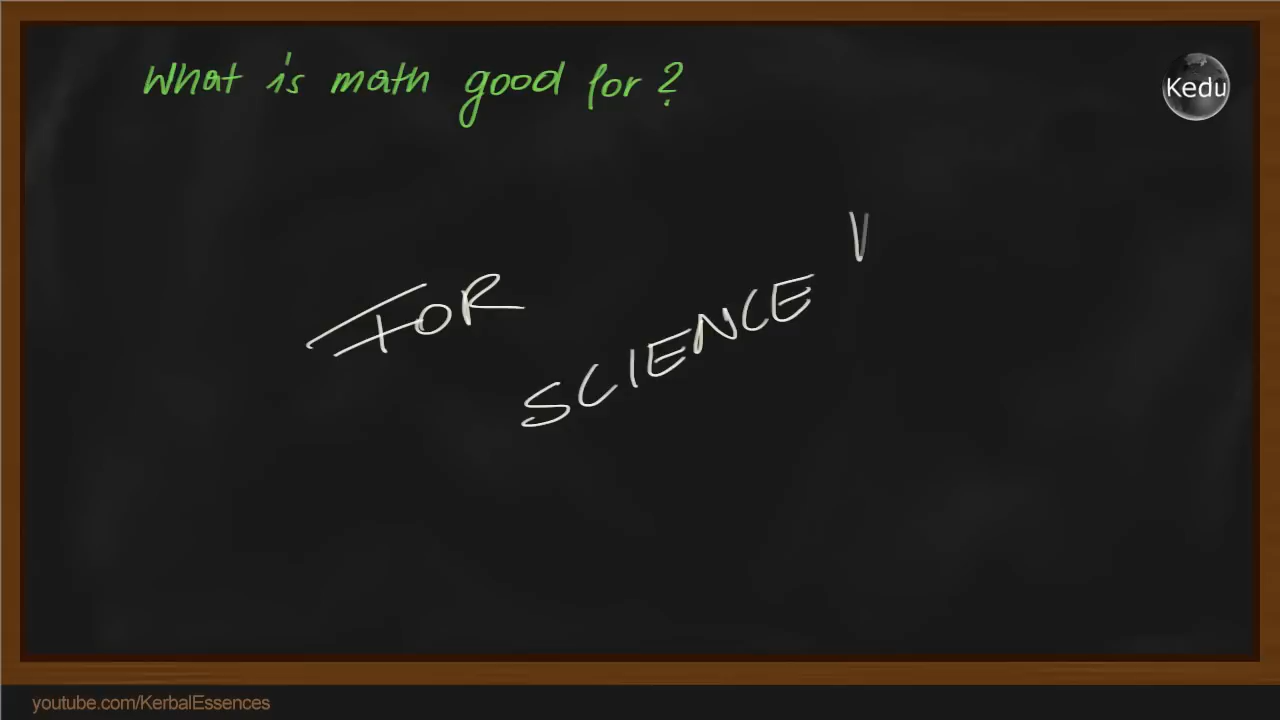 What is math good for?
Kedu
FOR
SCIENCE
youtube.com/KerbalEssences